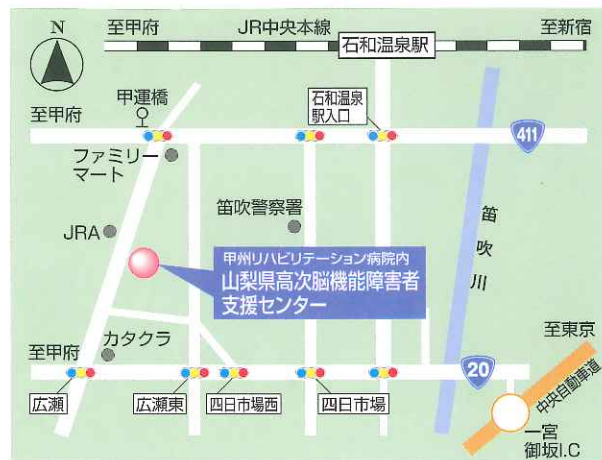 至甲府
JR中央本線
石和温泉駅
至新宿
N
甲運橋
石和温泉
駅入口
至甲府
411
ファミリー
マート
笛吹警察署
JRA
笛吹川
甲州リハビリテーション病院内
山梨県高次脳機能障害者
支援センター
カタクラ
至甲府
至東京
中央自動車道
20
広瀬
広瀬東
四日市場西
四日市場
一宮
御坂I.C